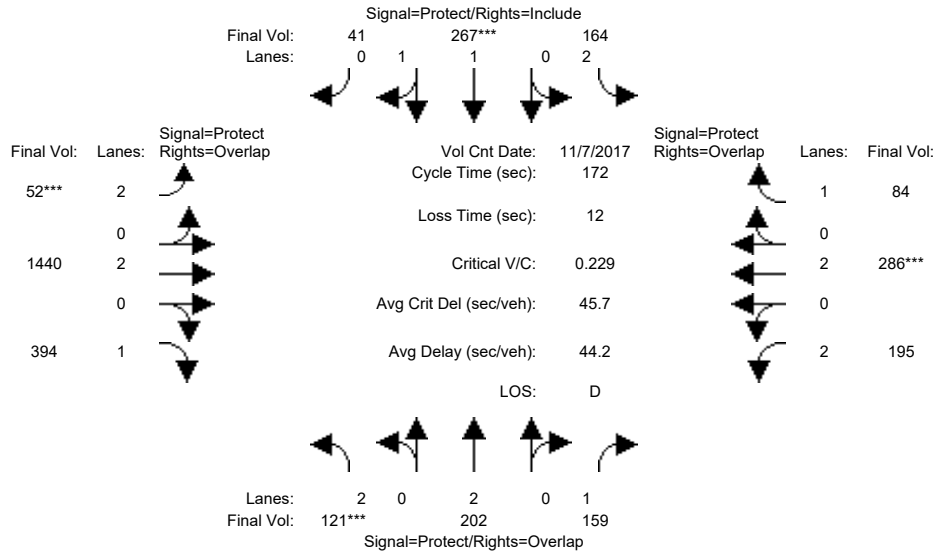 Signal=Protect/Rights=Include
Final Vol: 41 267*** 164
Lanes: 0 1 1 0 2
Signal=Protect Signal=Protect
Final Vol: Lanes: Rights=Overlap Vol Cnt Date: 11/7/2017 Rights=Overlap Lanes: Final Vol:
Cycle Time (sec): 172
52*** 2 1 84
Loss Time (sec): 12
0 0
1440 2 Critical V/C: 0.229 2 286***
0 Avg Crit Del (sec/veh): 45.7 0
394 1 Avg Delay (sec/veh): 44.2 2 195
LOS: D
Lanes: 2 0 2 0 1
Final Vol: 121*** 202 159
Signal=Protect/Rights=Overlap